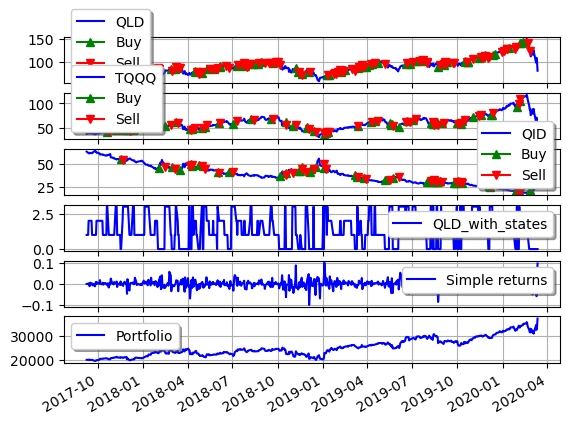 QLD
Buy
Sell
150
100
TQQQ
Buy
Sell
100
50
QID
Buy
Sell
50
25
QLD_with_states
2.5
0.0
Simple returns
0.1
0.0
−0.1
Portfolio
30000
20000
2017-10
2018-01
2018-04
2018-07
2018-10
2019-01
2019-04
2019-07
2019-10
2020-01
2020-04